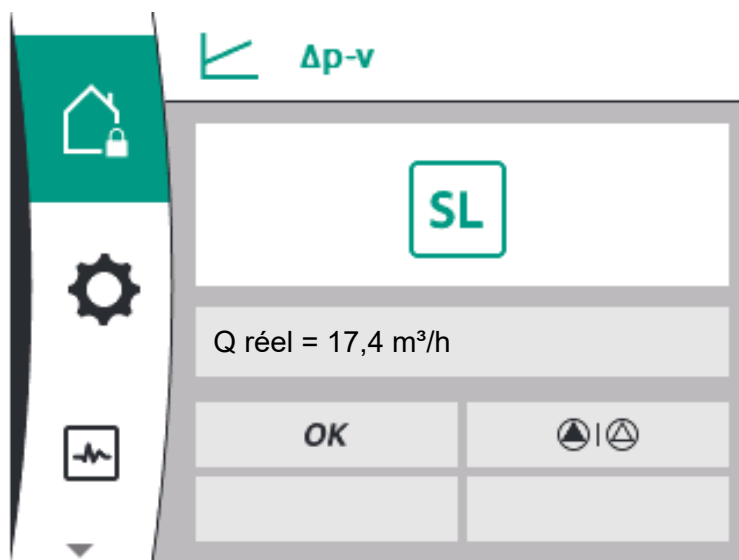 Δp-v
SL
Q réel = 17,4 m³/h
OK